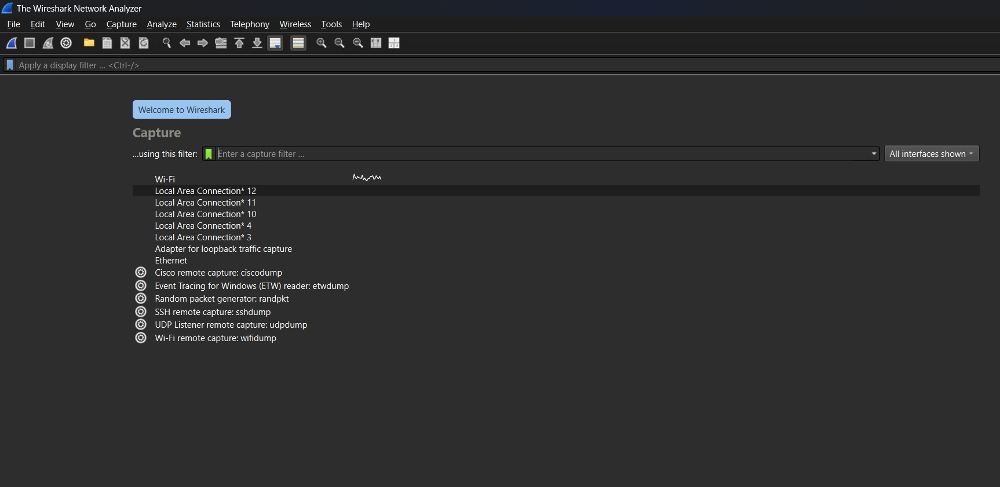 The Wireshark Network Analyzer
File Edit View Go Capture Analyze Statistics Telephony Wireless Tools Help
Apply a display filter ... <Ctrl-/>
Welcome to Wireshark
Capture
...using this filter: Enter a capture filter ... All interfaces shown
Wi-Fi
Local Area Connection* 12
Local Area Connection* 11
Local Area Connection* 10
Local Area Connection* 4
Local Area Connection* 3
Adapter for loopback traffic capture
Ethernet
Cisco remote capture: ciscodump
Event Tracing for Windows (ETW) reader: etwdump
Random packet generator: randpkt
SSH remote capture: sshdump
UDP Listener remote capture: udpdump
Wi-Fi remote capture: wifidump